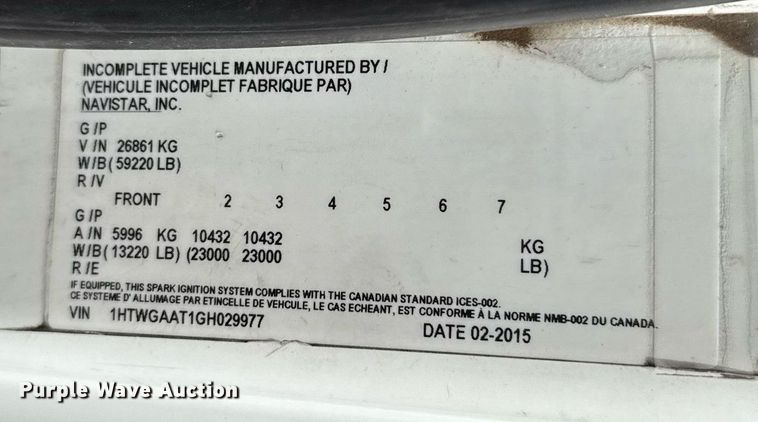 INCOMPLETE VEHICLE MANUFACTURED BY /
(VEHICULE INCOMPLET FABRIQUE PAR)
NAVISTAR, INC.
G /P
V / N 26861 KG
W/B ( 59220 LB)
R / V
FRONT 2 3 4 5 6 7
G /P
A / N 5996 KG 10432 10432 KG
W/B ( 13220 LB) (23000 23000 LB)
R /E
IF EQUIPPED, THIS SPARK IGNITION SYSTEM COMPLIES WITH THE CANADIAN STANDARD ICES-002.
CE SYSTEME D' ALLUMAGE PAR ETINCELLE DE VEHCULE, LE CAS ECHEANT, EST CONFORME À LA NORME NMB-002 DU CANADA.
VIN 1HTWGAAT1GH029977 DATE 02-2015
Purple Wave Auction